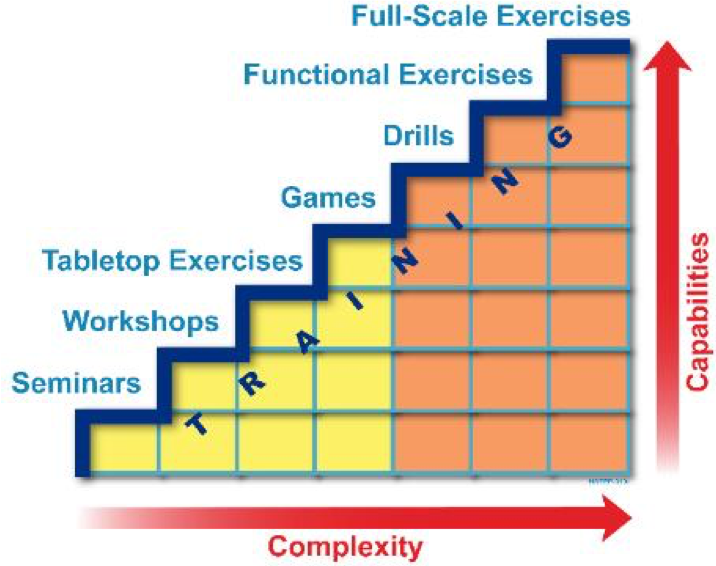 Full-Scale Exercises
Functional Exercises
Drills
Games
Tabletop Exercises
Workshops
Seminars
TRAINING
Capabilities
Complexity